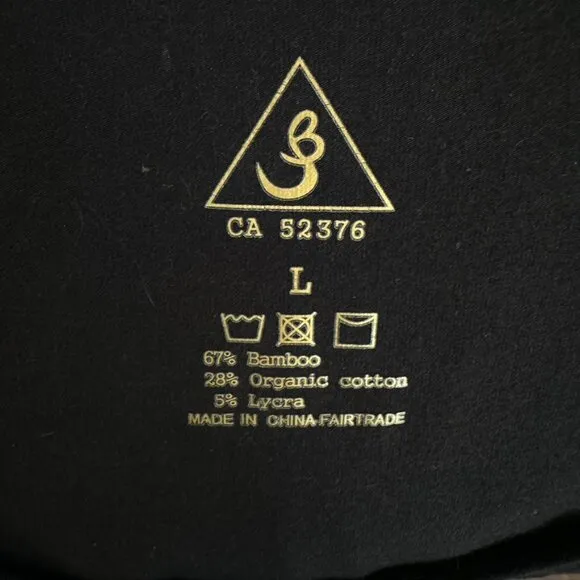 CA 52376
L
67% Bamboo
28% Organic cotton
5% Lycra
MADE IN CHINA-FAIRTRADE